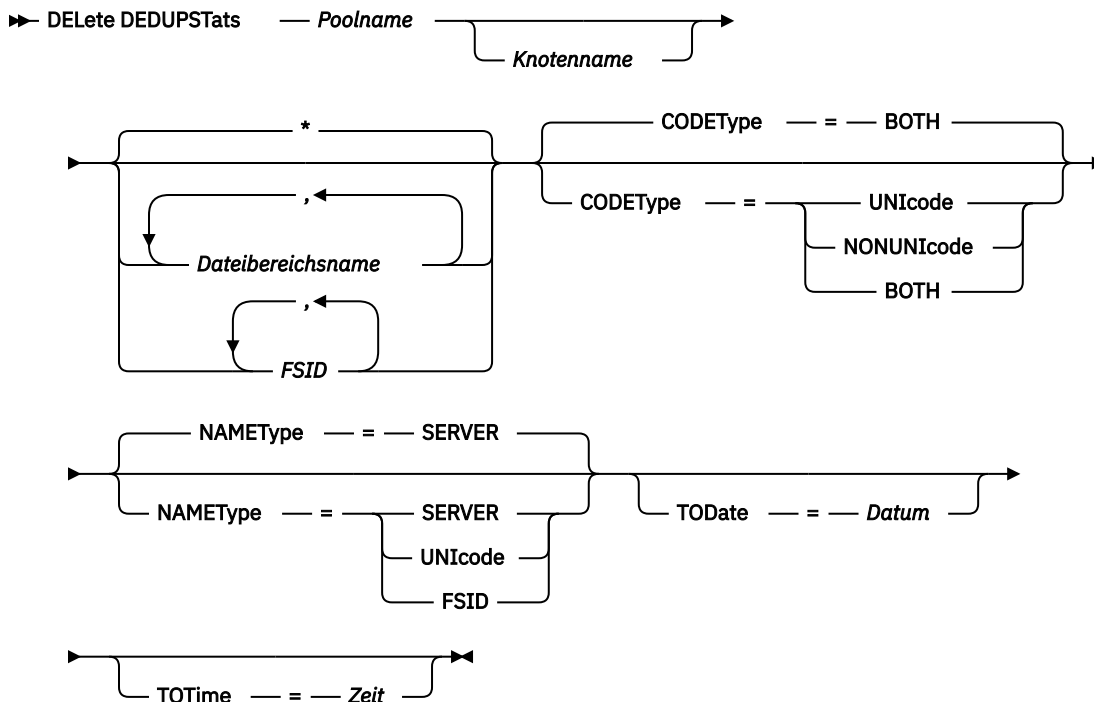 DELete DEDUPSTats Poolname
Knotenname
*
,
Dateibereichsname
,
FSID
CODEType = BOTH
CODEType = UNIcode
NONUNIcode
BOTH
NAMEType = SERVER
NAMEType = SERVER
UNIcode
FSID
TODate = Datum
TOTime = Zeit